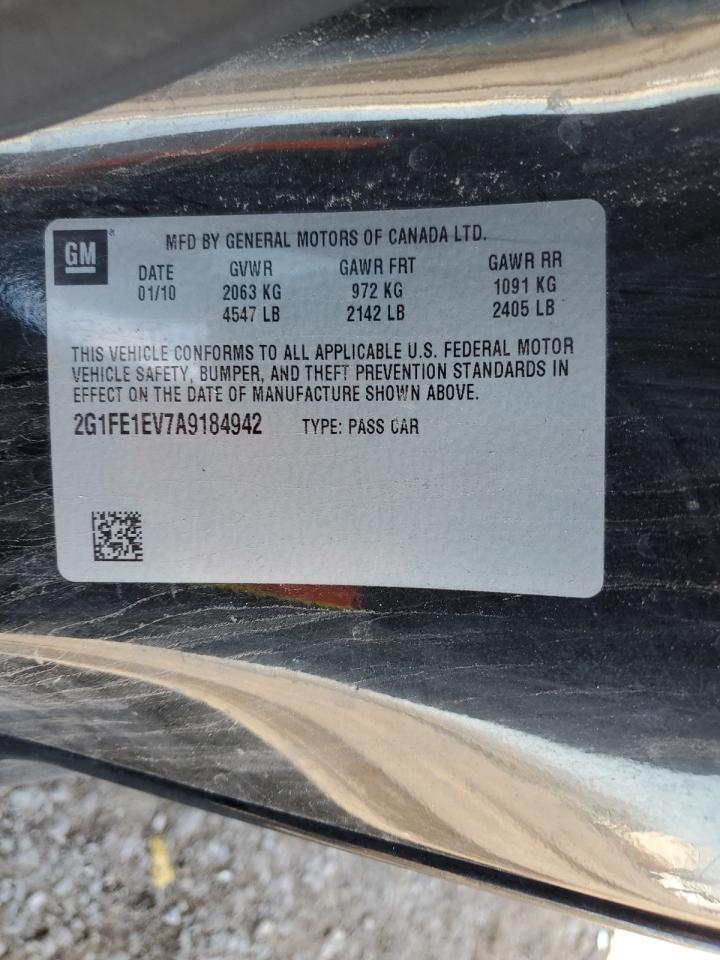 GM
MFD BY GENERAL MOTORS OF CANADA LTD.
DATE GVWR GAWR FRT GAWR RR
01/10 2063 KG 972 KG 1091 KG
4547 LB 2142 LB 2405 LB
THIS VEHICLE CONFORMS TO ALL APPLICABLE U.S. FEDERAL MOTOR
VEHICLE SAFETY, BUMPER, AND THEFT PREVENTION STANDARDS IN
EFFECT ON THE DATE OF MANUFACTURE SHOWN ABOVE.
2G1FE1EV7A9184942 TYPE: PASS CAR